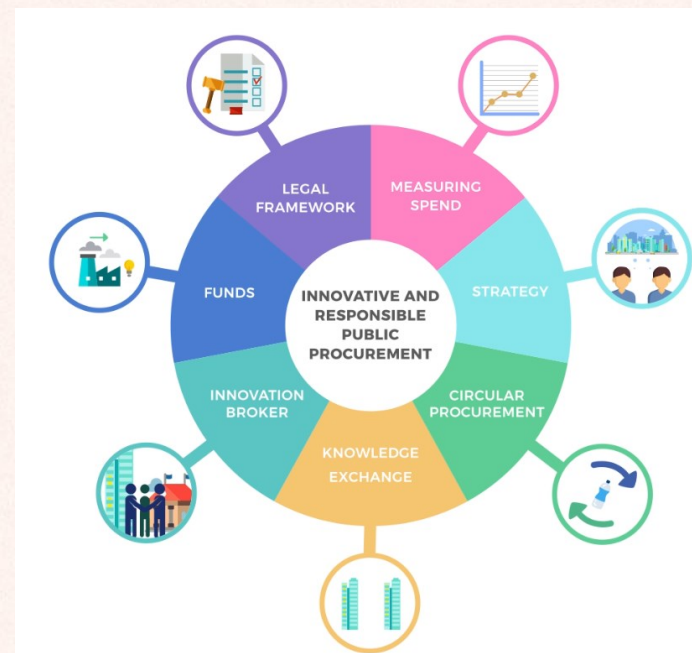 LEGAL
FRAMEWORK
MEASURING
SPEND
FUNDS
INNOVATIVE AND
RESPONSIBLE
PUBLIC
PROCUREMENT
STRATEGY
INNOVATION
BROKER
CIRCULAR
PROCUREMENT
KNOWLEDGE
EXCHANGE